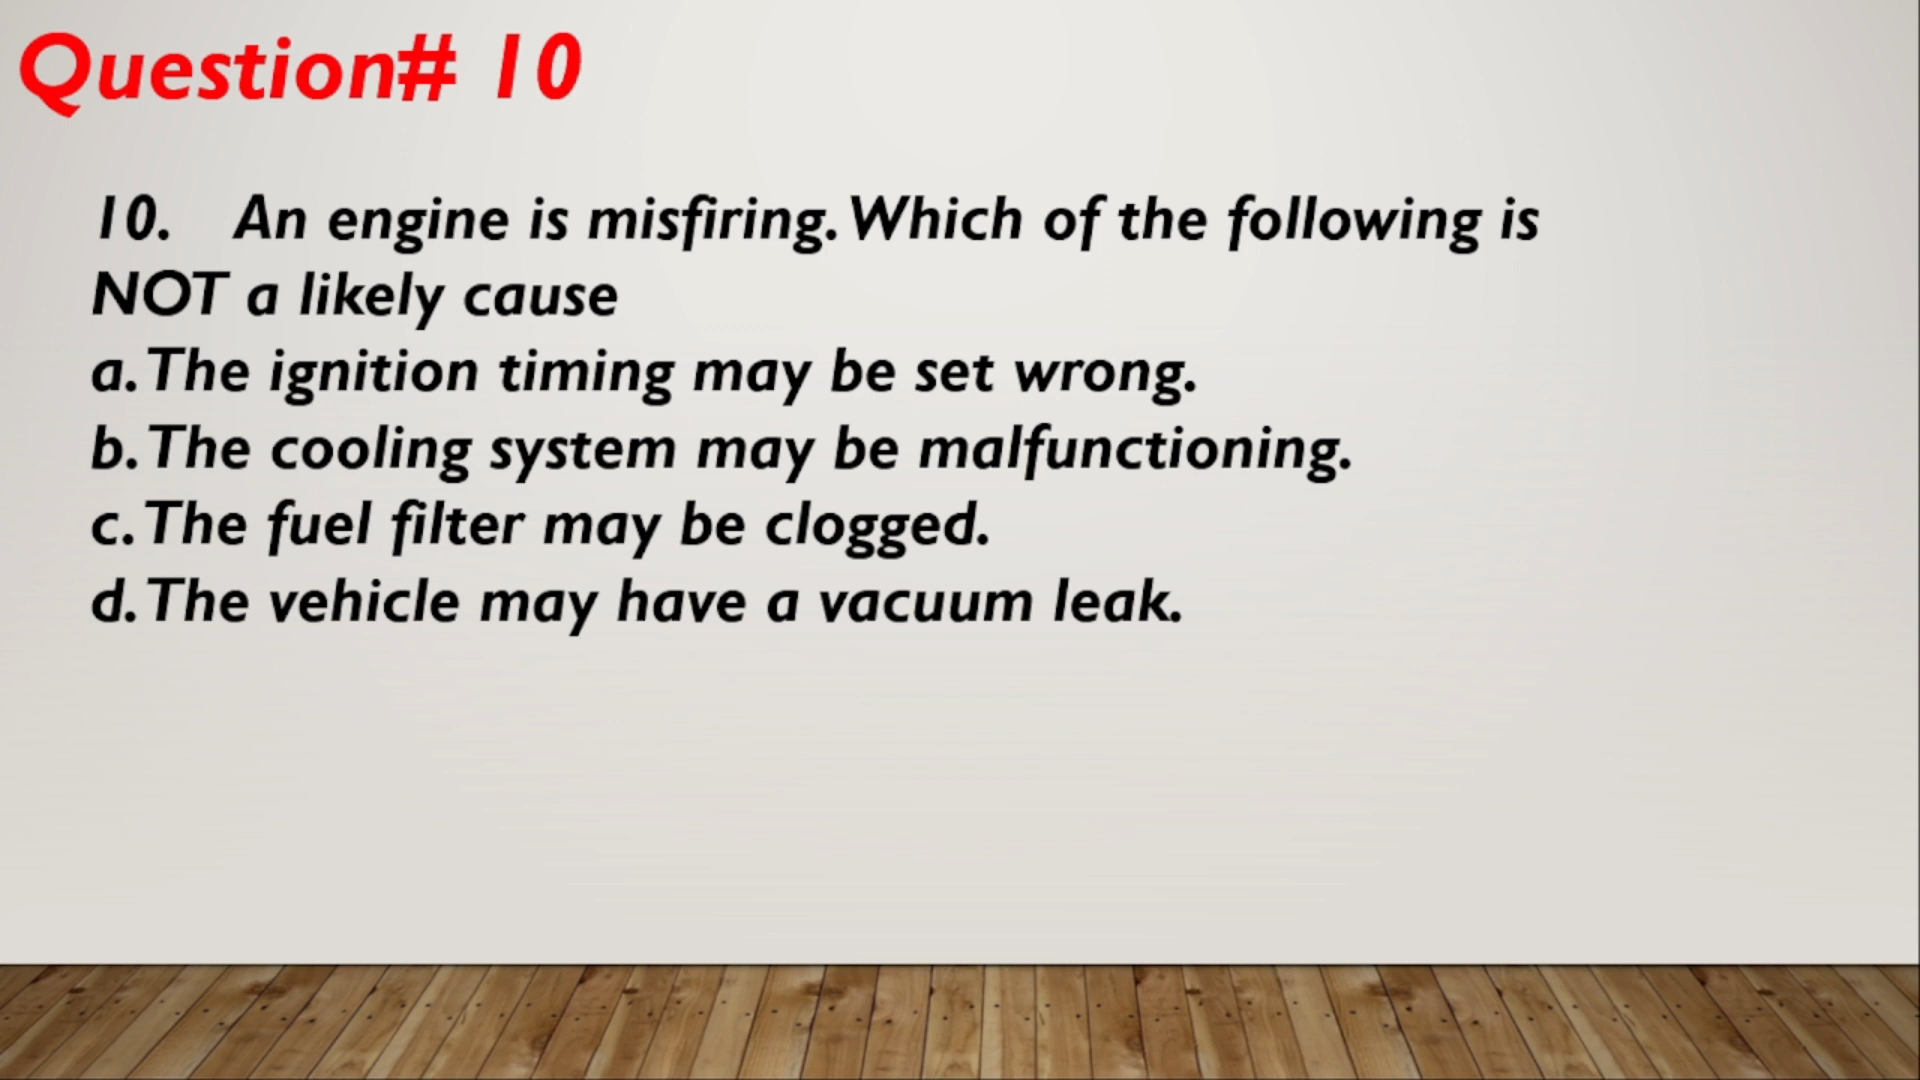 Question# 10
10. An engine is misfiring. Which of the following is
NOT a likely cause
a. The ignition timing may be set wrong.
b. The cooling system may be malfunctioning.
c. The fuel filter may be clogged.
d. The vehicle may have a vacuum leak.